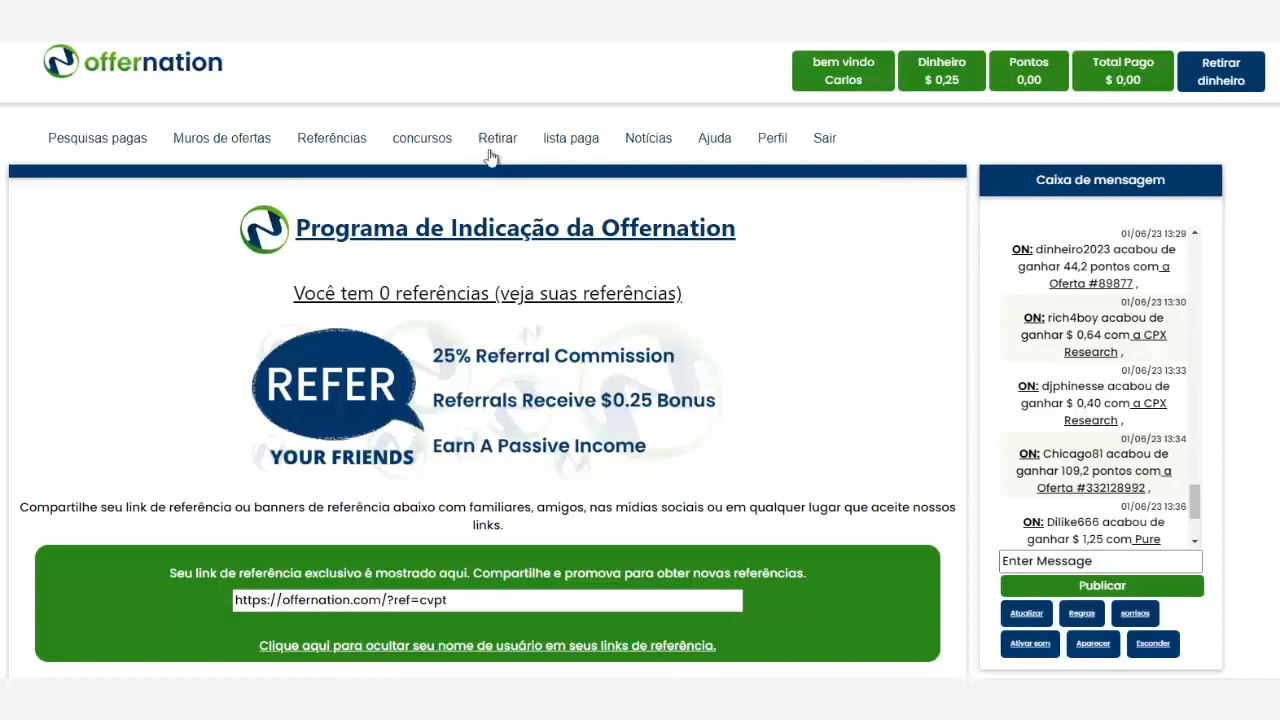 offernation
bem vindo
Carlos
Dinheiro
$ 0,25
Pontos
0,00
Total Pago
$ 0,00
Retirar
dinheiro
Pesquisas pagas Muros de ofertas Referências concursos Retirar lista paga Notícias Ajuda Perfil Sair
Programa de Indicação da Offernation
Você tem 0 referências (veja suas referências)
REFER
YOUR FRIENDS
25% Referral Commission
Referrals Receive $0.25 Bonus
Earn A Passive Income
Compartilhe seu link de referência ou banners de referência abaixo com familiares, amigos, nas mídias sociais ou em qualquer lugar que aceite nossos
links.
Seu link de referência exclusivo é mostrado aqui. Compartilhe e promova para obter novas referências.
https://offernation.com/?ref=cvpt
Clique aqui para ocultar seu nome de usuário em seus links de referência.
Caixa de mensagem
01/06/23 13:29
ON: dinheiro2023 acabou de
ganhar 44,2 pontos com a
Oferta #89877 ,
01/06/23 13:30
ON: rich4boy acabou de
ganhar $ 0,64 com a CPX
Research ,
01/06/23 13:33
ON: djphinesse acabou de
ganhar $ 0,40 com a CPX
Research ,
01/06/23 13:34
ON: Chicago81 acabou de
ganhar 109,2 pontos com a
Oferta #332128992 ,
01/06/23 13:36
ON: Dilike666 acabou de
ganhar $ 1,25 com Pure
Enter Message
Publicar
Atualizar Regras sorrisos
Ativar som Aparecer Esconder